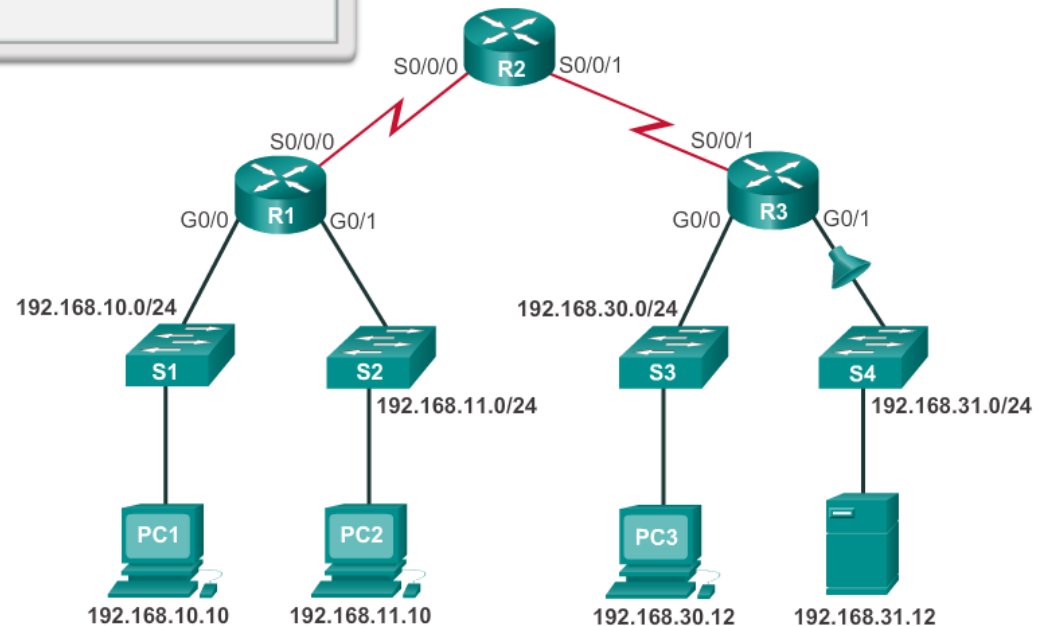 R2
S0/0/0
S0/0/1
S0/0/0
S0/0/1
R1
R3
G0/0
G0/1
G0/0
G0/1
192.168.10.0/24
192.168.30.0/24
S1
S2
S3
S4
192.168.11.0/24
192.168.31.0/24
PC1
PC2
PC3
192.168.10.10
192.168.11.10
192.168.30.12
192.168.31.12